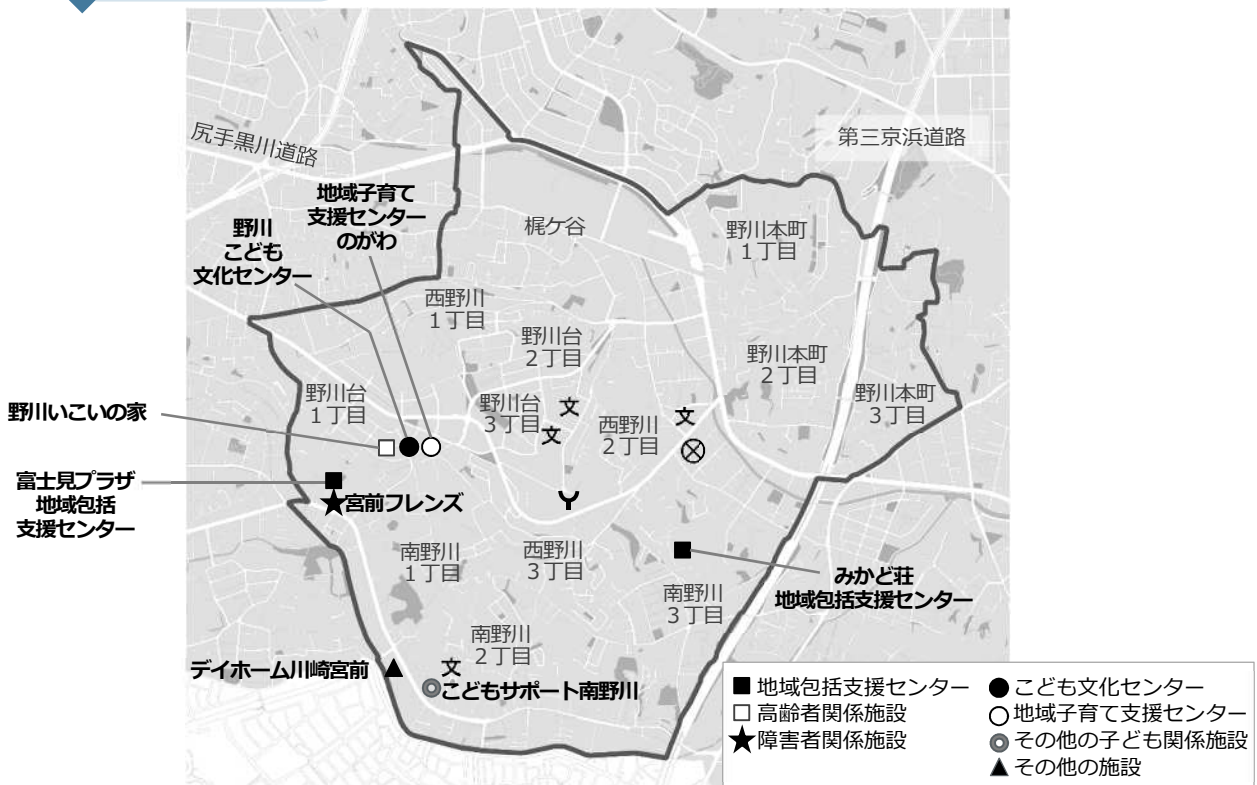 尻手黒川道路
第三京浜道路
地域子育て
支援センター
のがわ
野川
こども
文化センター
梶ケ谷
野川本町
1丁目
西野川
1丁目
野川台
2丁目
野川本町
2丁目
野川台
1丁目
野川台
3丁目
文
文
西野川
2丁目
文
野川本町
3丁目
野川いこいの家
富士見プラザ
地域包括
支援センター
宮前フレンズ
南野川
1丁目
西野川
3丁目
みかど荘
地域包括支援センター
南野川
3丁目
南野川
2丁目
デイホーム川崎宮前
文
こどもサポート南野川
地域包括支援センター
高齢者関係施設
障害者関係施設
こども文化センター
地域子育て支援センター
その他の子ども関係施設
その他の施設